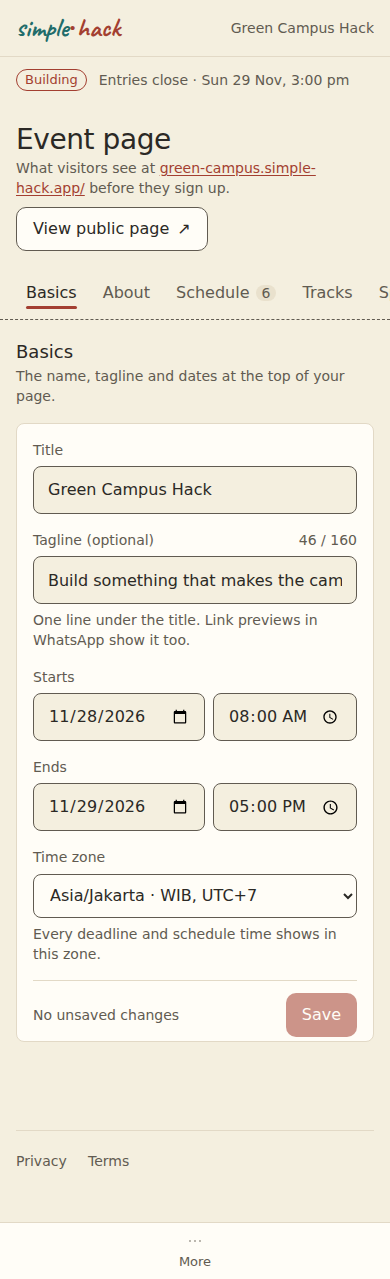 simple·hack
Green Campus Hack
Building
Entries close · Sun 29 Nov, 3:00 pm
Event page
What visitors see at green-campus.simple-
hack.app/ before they sign up.
View public page ↗
Basics About Schedule 6 Tracks S
Basics
The name, tagline and dates at the top of your
page.
Title
Green Campus Hack
Tagline (optional) 46 / 160
Build something that makes the cam
One line under the title. Link previews in
WhatsApp show it too.
Starts
11/28/2026 08:00 AM
Ends
11/29/2026 05:00 PM
Time zone
Asia/Jakarta · WIB, UTC+7
Every deadline and schedule time shows in
this zone.
No unsaved changes Save
Privacy Terms
...
More